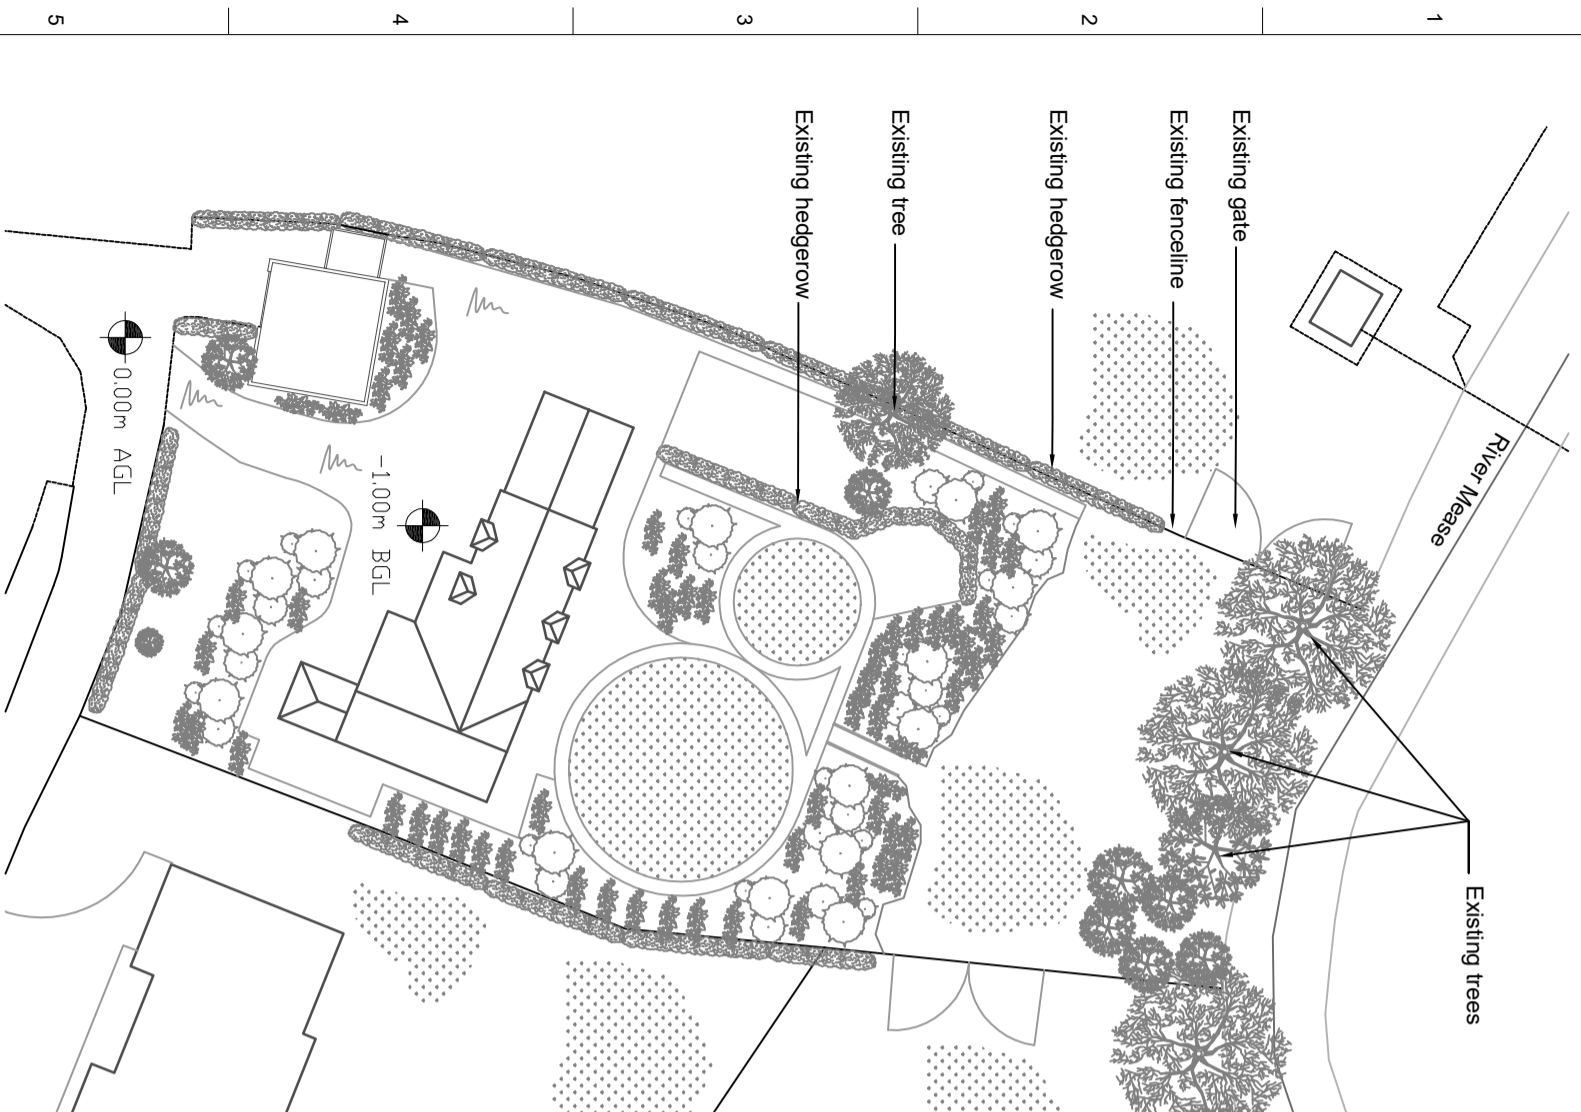 1
2
3
4
5
Existing gate
Existing fenceline
Existing hedgerow
Existing tree
Existing hedgerow
River Mease
Existing trees
0.00m AGL
-1.00m BGL